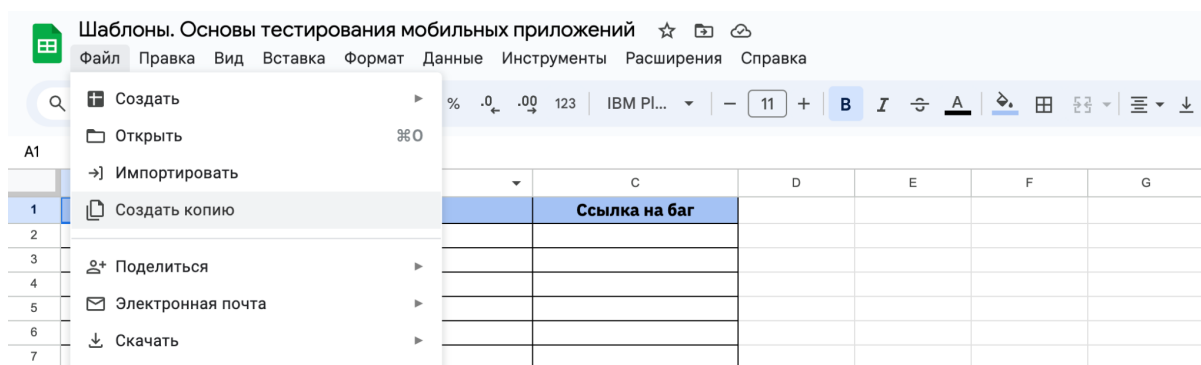 Шаблоны. Основы тестирования мобильных приложений
Файл Правка Вид Вставка Формат Данные Инструменты Расширения Справка
Создать
% .0 .00 123 IBM Pl... 11 B I A
Открыть ⌘O
A1
Импортировать
C D E F G
1 Создать копию Ссылка на баг
2
3 Поделиться
4
5 Электронная почта
6 Скачать
7